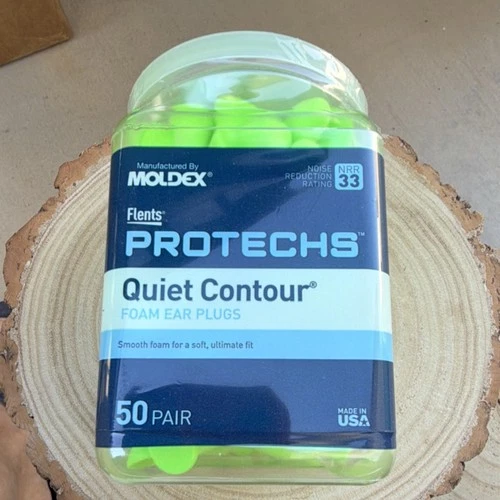 Manufactured By
MOLDEX®
NOISE
REDUCTION
RATING
NRR
33
Flents®
PROTECHS™
Quiet Contour®
FOAM EAR PLUGS
Smooth foam for a soft, ultimate fit
50 PAIR
MADE IN
USA